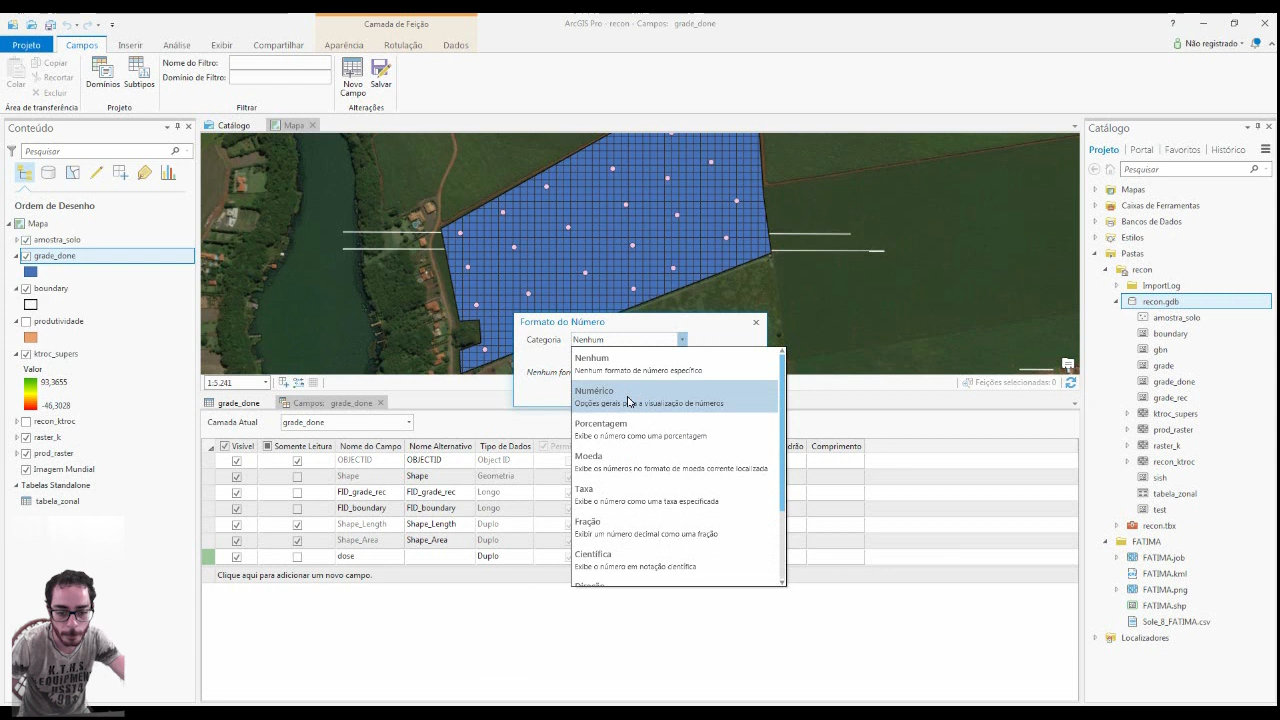 Camada de Feição
ArcGIS Pro - recon - Campos: grade_done
Projeto
Campos
Inserir
Análise
Exibir
Compartilhar
Aparência
Rotulação
Dados
Não registrado
Colar
Copiar
Recortar
Excluir
Domínios
Subtipos
Nome do Filtro:
Domínio de Filtro:
Novo Campo
Salvar
Área de transferência
Projeto
Filtrar
Alterações
Conteúdo
Pesquisar
Ordem de Desenho
Mapa
amostra_solo
grade_done
boundary
produtividade
ktroc_supers
Valor
93,3655
-46,3028
recon_ktroc
raster_k
prod_raster
Imagem Mundial
Tabelas Standalone
tabela_zonal
Catálogo
Mapa
Formato do Número
Categoria
Nenhum
Nenhum
Nenhum formato de número específico
Numérico
Opções gerais para visualização de números
Porcentagem
Exibe o número como uma porcentagem
Moeda
Exibe os números no formato de moeda corrente localizada
Taxa
Exibe o número como uma taxa especificada
Fração
Exibir um número decimal como uma fração
Científica
Exibe o número em notação científica
1:5.241
Feições selecionadas: 0
grade_done
Campos: grade_done
Camada Atual
grade_done
Visível Somente Leitura Nome do Campo Nome Alternativo Tipo de Dados Comprimento
OBJECTID OBJECTID Object ID
Shape Shape Geometria
FID_grade_rec FID_grade_rec Longo
FID_boundary FID_boundary Longo
Shape_Length Shape_Length Duplo
Shape_Area Shape_Area Duplo
dose Duplo
Clique aqui para adicionar um novo campo.
Catálogo
Projeto
Portal
Favoritos
Histórico
Pesquisar
Mapas
Caixas de Ferramentas
Bancos de Dados
Estilos
Pastas
recon
ImportLog
recon.gdb
amostra_solo
boundary
gbn
grade
grade_done
grade_rec
ktroc_supers
prod_raster
raster_k
recon_ktroc
sish
tabela_zonal
test
recon.tbx
FATIMA
FATIMA.job
FATIMA.kml
FATIMA.png
FATIMA.shp
Sole_8_FATIMA.csv
Localizadores
K.T.H.S